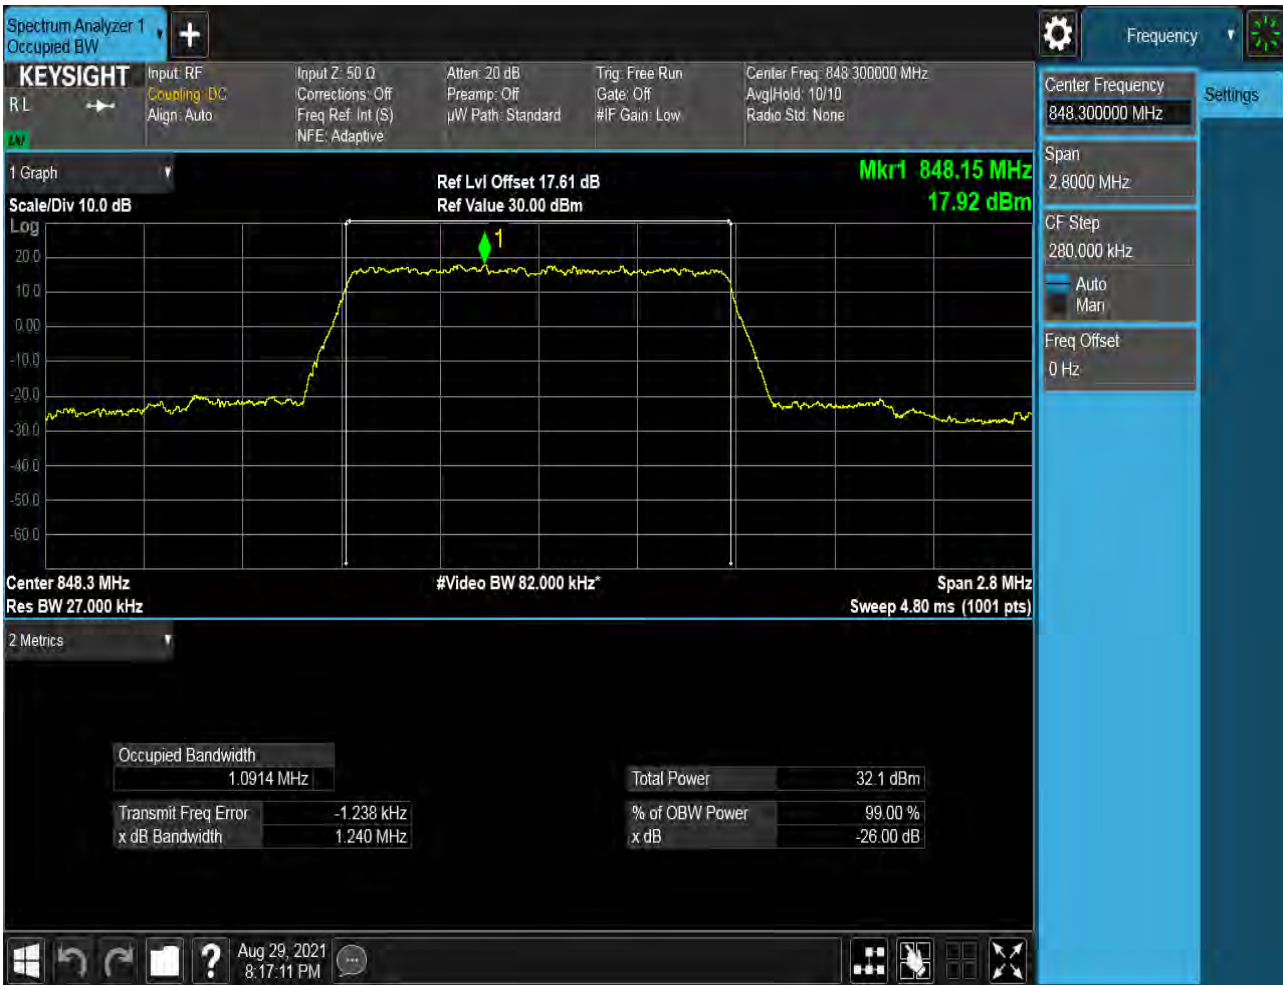 Spectrum Analyzer 1
Occupied BW
Frequency
KEYSIGHT
R L
Input: RF
Coupling: DC
Align: Auto
Input Z: 50 Ω
Corrections: Off
Freq Ref: Int (S)
NFE: Adaptive
Atten: 20 dB
Preamp: Off
µW Path: Standard
Trig: Free Run
Gate: Off
#IF Gain: Low
Center Freq: 848.300000 MHz
Avg|Hold: 10/10
Radio Std: None
Center Frequency
848.300000 MHz
Settings
Span
2.8000 MHz
CF Step
280.000 kHz
Auto
Man
Freq Offset
0 Hz
1 Graph
Scale/Div 10.0 dB
Ref Lvl Offset 17.61 dB
Ref Value 30.00 dBm
Mkr1 848.15 MHz
17.92 dBm
Log
1
20.0
10.0
0.00
-10.0
-20.0
-30.0
-40.0
-50.0
-60.0
Center 848.3 MHz
#Video BW 82.000 kHz*
Span 2.8 MHz
Res BW 27.000 kHz
Sweep 4.80 ms (1001 pts)
2 Metrics
Occupied Bandwidth
1.0914 MHz
Total Power 32.1 dBm
Transmit Freq Error -1.238 kHz
% of OBW Power 99.00 %
x dB Bandwidth 1.240 MHz
x dB -26.00 dB
?
Aug 29, 2021
8:17:11 PM